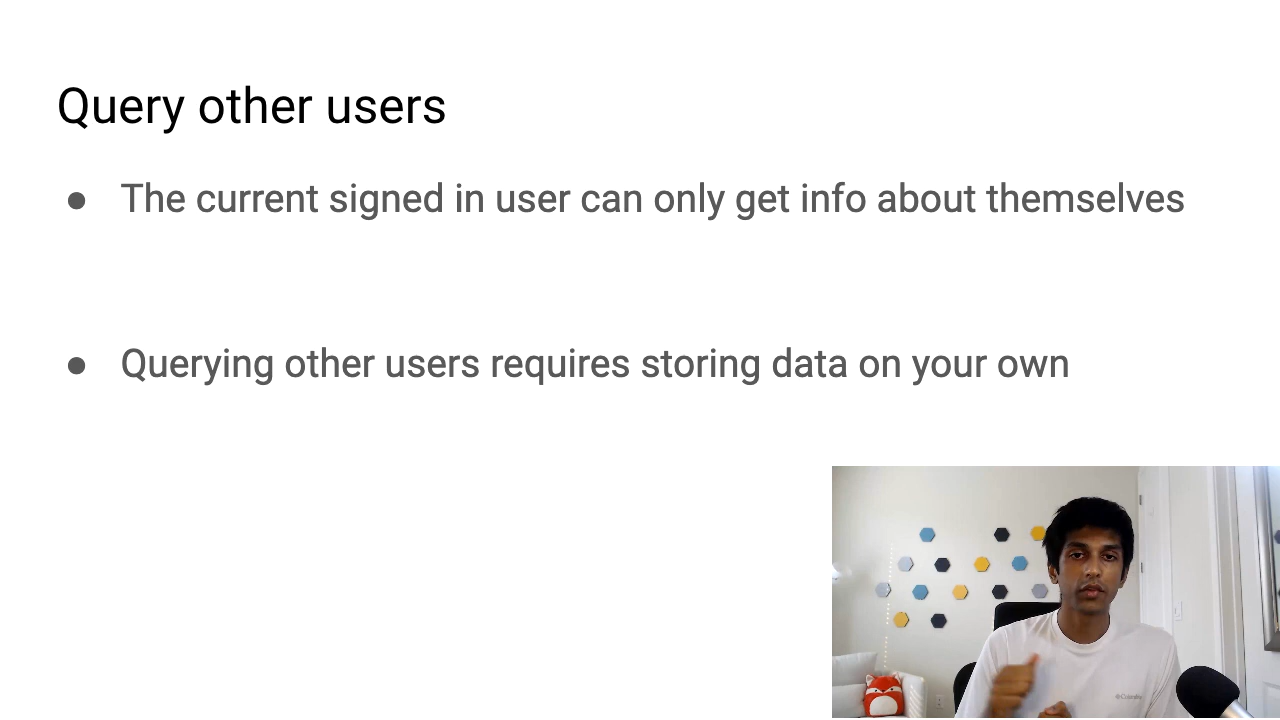 Query other users
● The current signed in user can only get info about themselves
● Querying other users requires storing data on your own
Columbia